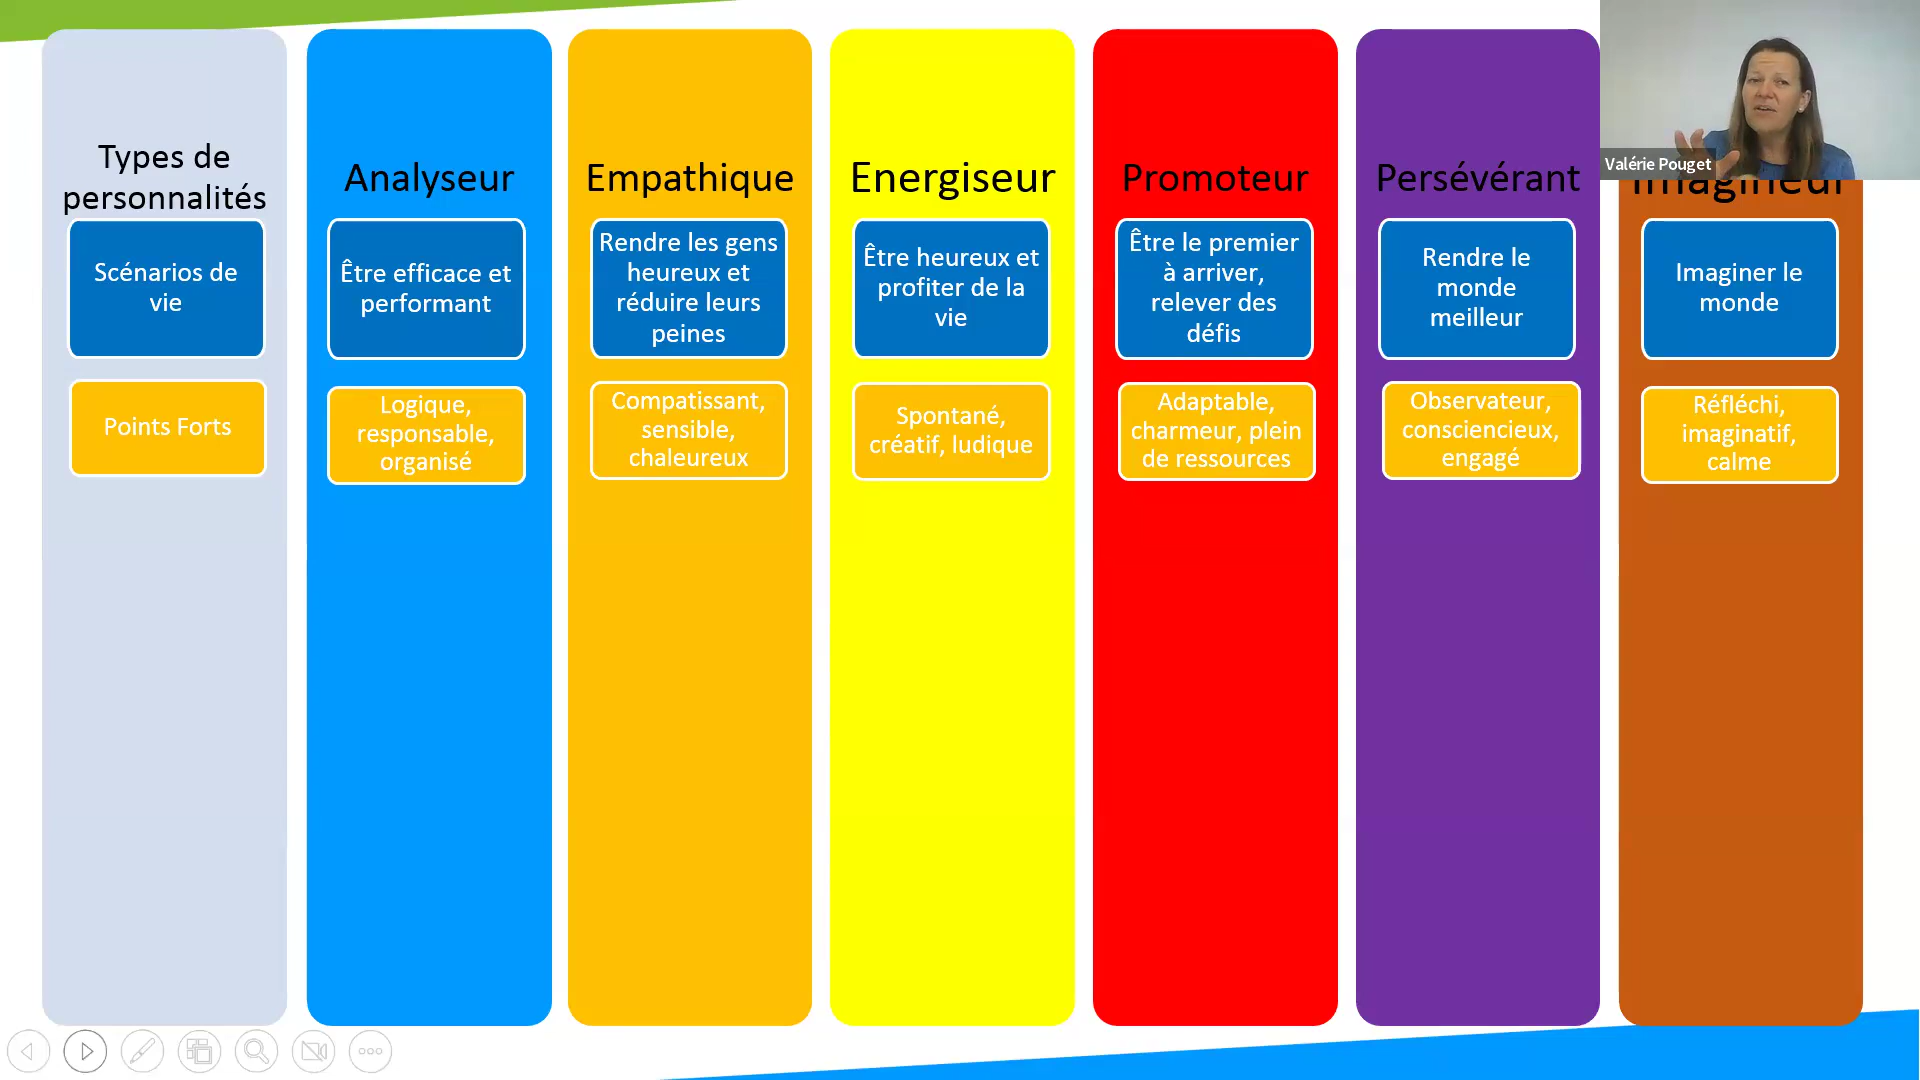 Types de
personnalités
Scénarios de
vie
Points Forts
Analyseur
Être efficace et
performant
Logique,
responsable,
organisé
Empathique
Rendre les gens
heureux et
réduire leurs
peines
Compatissant,
sensible,
chaleureux
Energiseur
Être heureux et
profiter de la
vie
Spontané,
créatif, ludique
Promoteur
Être le premier
à arriver,
relever des
défis
Adaptable,
charmeur, plein
de ressources
Persévérant
Rendre le
monde
meilleur
Observateur,
consciencieux,
engagé
Valérie Pouget
Imagineur
Imaginer le
monde
Réfléchi,
imaginatif,
calme